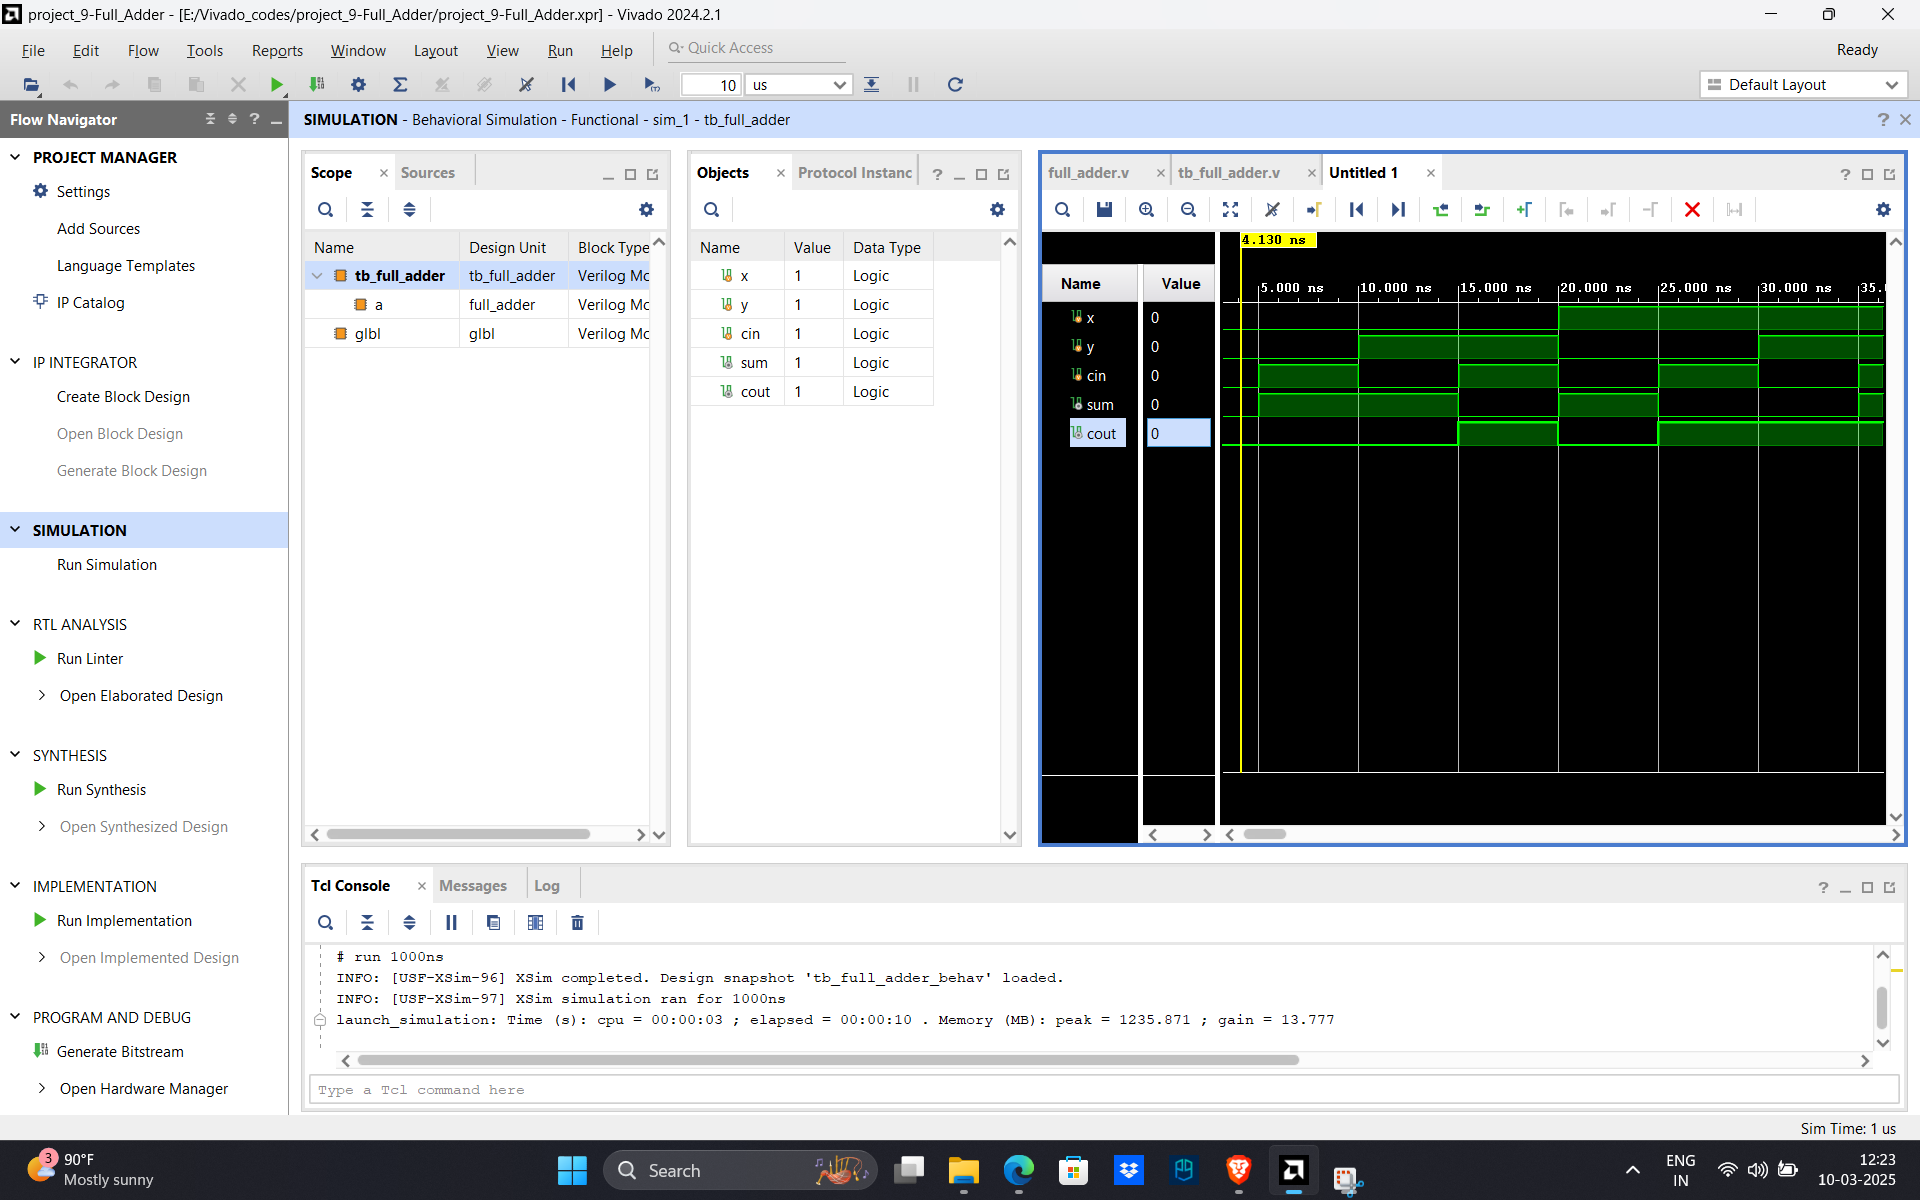 project_9-Full_Adder - [E:/Vivado_codes/project_9-Full_Adder/project_9-Full_Adder.xpr] - Vivado 2024.2.1
File Edit Flow Tools Reports Window Layout View Run Help Quick Access Ready
10 us Default Layout
Flow Navigator
SIMULATION - Behavioral Simulation - Functional - sim_1 - tb_full_adder
PROJECT MANAGER
Settings
Add Sources
Language Templates
IP Catalog
IP INTEGRATOR
Create Block Design
Open Block Design
Generate Block Design
SIMULATION
Run Simulation
RTL ANALYSIS
Run Linter
Open Elaborated Design
SYNTHESIS
Run Synthesis
Open Synthesized Design
IMPLEMENTATION
Run Implementation
Open Implemented Design
PROGRAM AND DEBUG
Generate Bitstream
Open Hardware Manager
Scope Sources
Name Design Unit Block Type
tb_full_adder tb_full_adder Verilog Mc
a full_adder Verilog Mc
glbl glbl Verilog Mc
Objects Protocol Instanc
Name Value Data Type
x 1 Logic
y 1 Logic
cin 1 Logic
sum 1 Logic
cout 1 Logic
full_adder.v tb_full_adder.v Untitled 1
4.130 ns
Name Value
5.000 ns 10.000 ns 15.000 ns 20.000 ns 25.000 ns 30.000 ns 35.
x 0
y 0
cin 0
sum 0
cout 0
Tcl Console Messages Log
# run 1000ns
INFO: [USF-XSim-96] XSim completed. Design snapshot 'tb_full_adder_behav' loaded.
INFO: [USF-XSim-97] XSim simulation ran for 1000ns
launch_simulation: Time (s): cpu = 00:00:03 ; elapsed = 00:00:10 . Memory (MB): peak = 1235.871 ; gain = 13.777
Type a Tcl command here
Sim Time: 1 us
3
90°F
Mostly sunny
Search
ENG
IN
12:23
10-03-2025